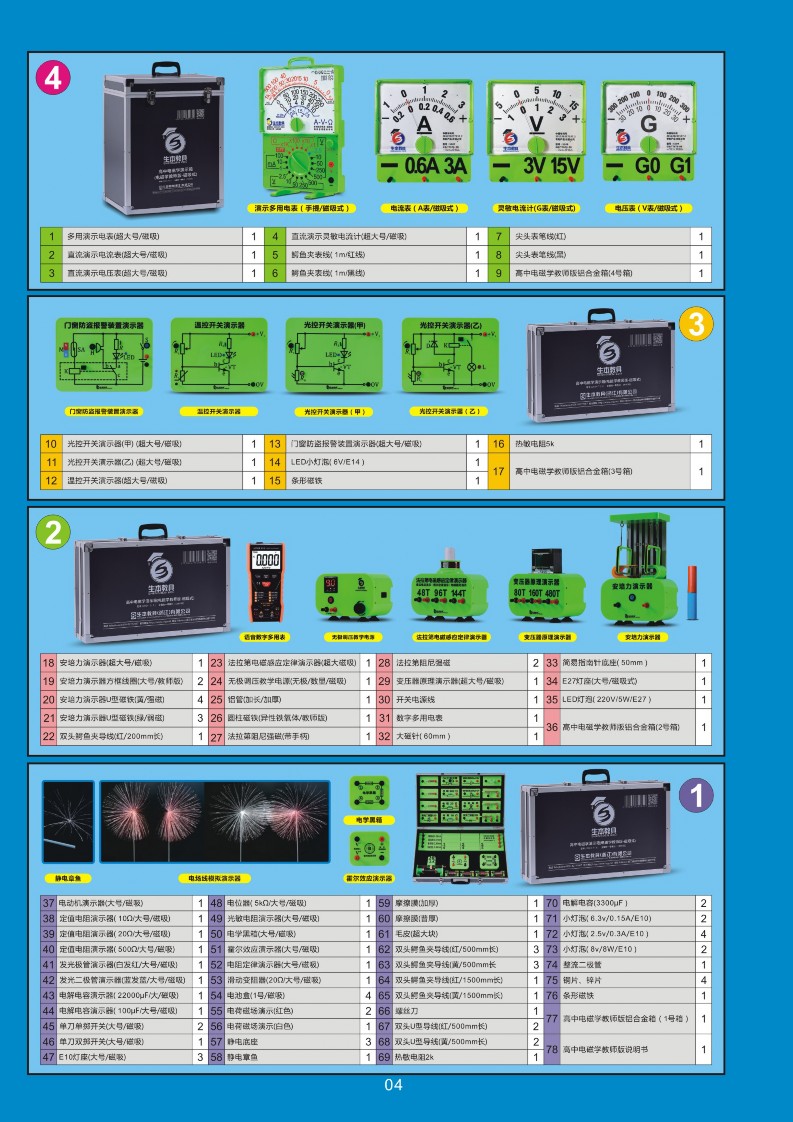 4
生本教具
高中电磁学演示箱
演示多用电表（手提/磁吸式）
电流表（A表/磁吸式）
灵敏电流计(G表/磁吸式)
电压表（V表/磁吸式）
A-V-Ω
A
0.6A 3A
V
3V 15V
G
G0 G1
1 多用演示电表(超大号/磁吸) 1
2 直流演示电流表(超大号/磁吸) 1
3 直流演示电压表(超大号/磁吸) 1
4 直流演示灵敏电流计(超大号/磁吸) 1
5 鳄鱼夹表线( 1m/红线) 1
6 鳄鱼夹表线( 1m/黑线) 1
7 尖头表笔线(红) 1
8 尖头表笔线(黑) 1
9 高中电磁学教师版铝合金箱(4号箱) 1
3
门窗防盗报警装置演示器
温控开关演示器
光控开关演示器(甲)
光控开关演示器(乙)
生本教具
门窗防盗报警装置演示器
温控开关演示器
光控开关演示器（甲）
光控开关演示器（乙）
10 光控开关演示器(甲) (超大号/磁吸) 1
11 光控开关演示器(乙) (超大号/磁吸) 1
12 温控开关演示器(超大号/磁吸) 1
13 门窗防盗报警装置演示器(超大号/磁吸) 1
14 LED小灯泡( 6V/E14 ) 1
15 条形磁铁 1
16 热敏电阻5k 1
17 高中电磁学教师版铝合金箱(3号箱) 1
2
生本教具
0.000
法拉第电磁感应定律演示器
48T 96T 144T
变压器原理演示器
80T 160T 480T
安培力演示器
语音数字多用表
无极调压教学电源
法拉第电磁感应定律演示器
变压器原理演示器
安培力演示器
18 安培力演示器(超大号/磁吸) 1
19 安培力演示器方框线圈(大号/教师版) 2
20 安培力演示器U型磁铁(黄/强磁) 4
21 安培力演示器U型磁铁(绿/弱磁) 3
22 双头鳄鱼夹导线(红/200mm长) 1
23 法拉第电磁感应定律演示器(超大磁吸) 1
24 无极调压教学电源(无极/数显/磁吸) 1
25 铝管(加长/加厚) 1
26 圆柱磁铁(异性铁氧体/教师版) 1
27 法拉第阻尼强磁(带手柄) 1
28 法拉第阻尼强磁 2
29 变压器原理演示器(超大号/磁吸) 1
30 开关电源线 1
31 数字多用电表 1
32 大磁针( 60mm ) 1
33 简易指南针底座( 50mm ) 1
34 E27灯座(大号/磁吸式) 1
35 LED灯泡( 220V/5W/E27 ) 1
36 高中电磁学教师版铝合金箱(2号箱) 1
1
静电章鱼
电场线模拟演示器
电学黑箱
霍尔效应演示器
生本教具
37 电动机演示器(大号/磁吸) 1
38 定值电阻演示器( 10Ω/大号/磁吸) 1
39 定值电阻演示器( 20Ω/大号/磁吸) 1
40 定值电阻演示器( 500Ω/大号/磁吸) 1
41 发光极管演示器(白发红/大号/磁吸) 1
42 发光二极管演示器(蓝发蓝/大号/磁吸) 1
43 电解电容演示器( 22000μF/大/磁吸) 1
44 电解电容演示器( 100μF/大号/磁吸) 1
45 单刀单掷开关(大号/磁吸) 2
46 单刀双掷开关(大号/磁吸) 1
47 E10灯座(大号/磁吸) 3
48 电位器( 5kΩ/大号/磁吸) 1
49 光敏电阻演示器(大号/磁吸) 1
50 电学黑箱(大号/磁吸) 1
51 霍尔效应演示器(大号/磁吸) 1
52 电阻定律演示器(大号/磁吸) 1
53 滑动变阻器(20Ω/大号/磁吸) 1
54 电池盒(1号/磁吸) 4
55 电荷磁场演示(红色) 2
56 电荷磁场演示(白色) 1
57 静电底座 3
58 静电章鱼 1
59 摩擦膜(加厚) 1
60 摩擦膜(普厚) 1
61 毛皮(超大块) 1
62 双头鳄鱼夹导线(红/500mm长) 3
63 双头鳄鱼夹导线(黄/500mm长 3
64 双头鳄鱼夹导线(红/1500mm长) 1
65 双头鳄鱼夹导线(黄/1500mm长) 1
66 螺丝刀 1
67 双头U型导线(红/500mm长) 2
68 双头U型导线(黄/500mm长) 2
69 热敏电阻2k 1
70 电解电容(3300μF ) 2
71 小灯泡( 6.3v/0.15A/E10) 2
72 小灯泡( 2.5v/0.3A/E10 ) 4
73 小灯泡( 8v/8W/E10 ) 2
74 整流二极管 1
75 铜片、锌片 4
76 条形磁铁 1
77 高中电磁学教师版铝合金箱（1号箱） 1
78 高中电磁学教师版说明书 1
04